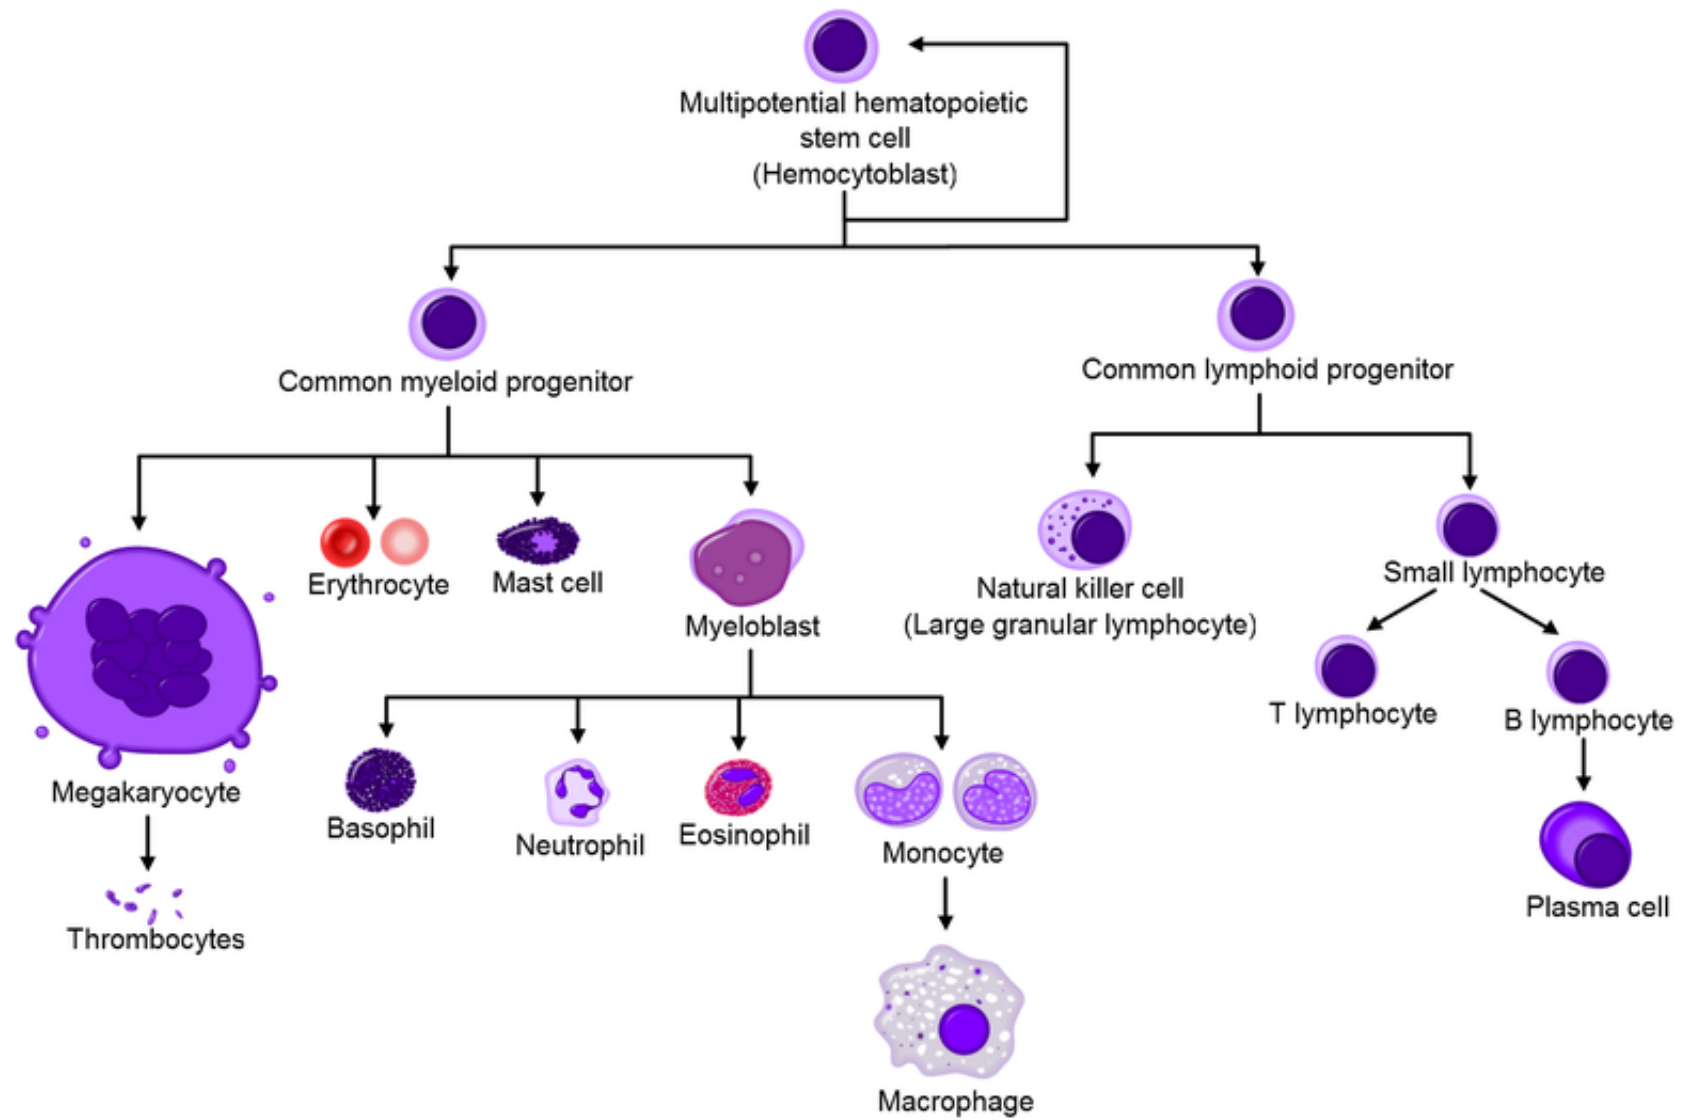 Multipotential hematopoietic
stem cell
(Hemocytoblast)
Common myeloid progenitor
Common lymphoid progenitor
Erythrocyte
Mast cell
Myeloblast
Natural killer cell
(Large granular lymphocyte)
Small lymphocyte
T lymphocyte
B lymphocyte
Megakaryocyte
Basophil
Neutrophil
Eosinophil
Monocyte
Plasma cell
Thrombocytes
Macrophage